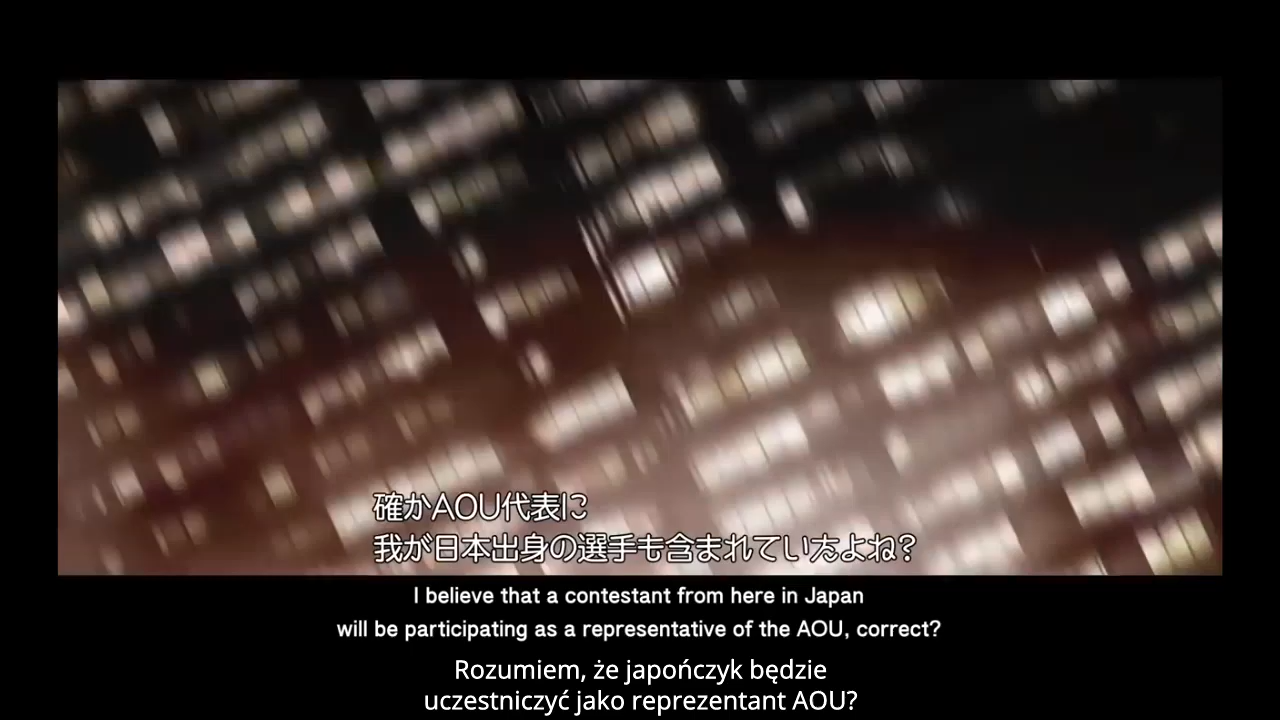 確かAOU代表に
我が日本出身の選手も含まれていたよね?
I believe that a contestant from here in Japan
will be participating as a representative of the AOU, correct?
Rozumiem, że japończyk będzie
uczestniczyć jako reprezentant AOU?